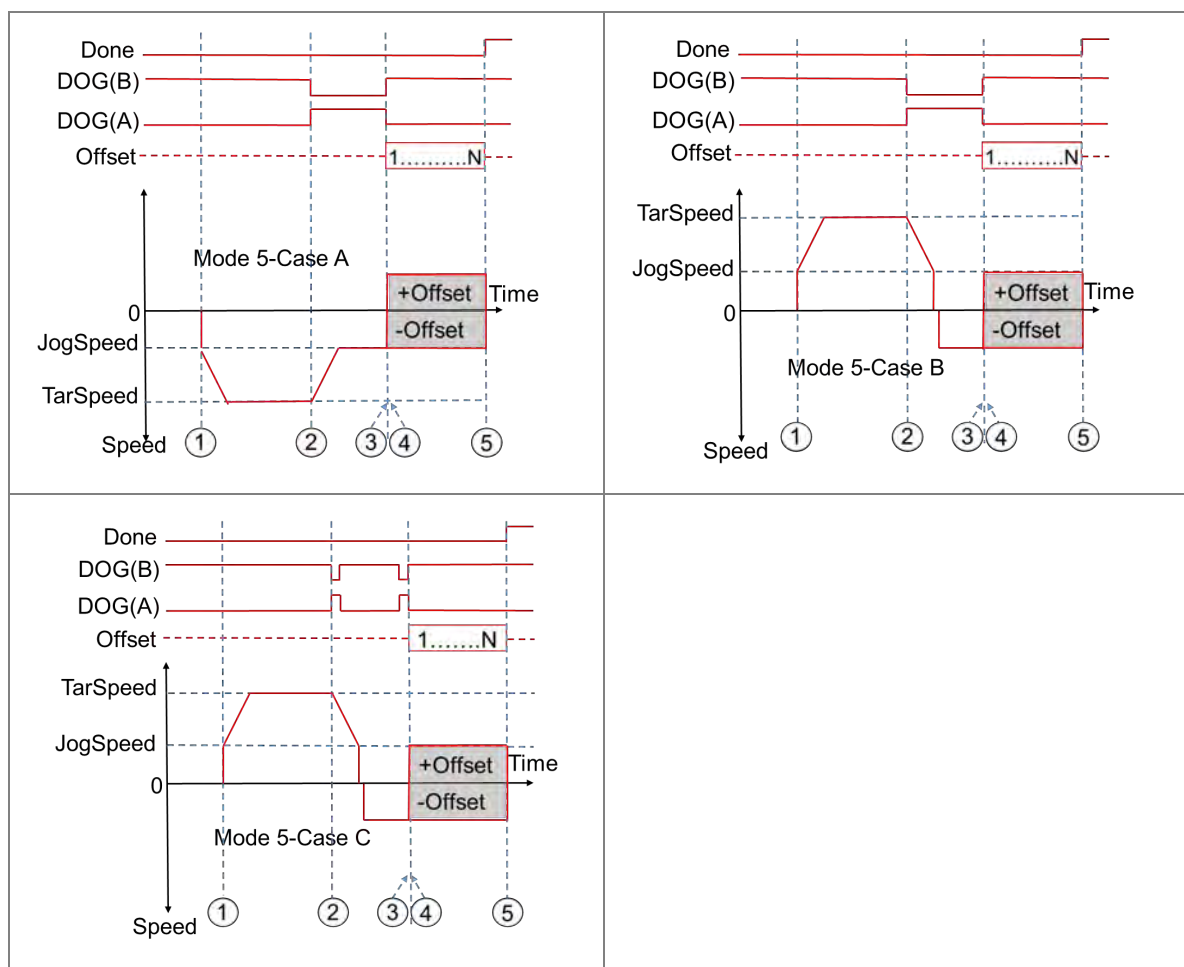 Done
DOG(B)
DOG(A)
Offset
1..........N
Mode 5-Case A
+Offset
Time
0
-Offset
JogSpeed
TarSpeed
Speed
1
2
3
4
5
Done
DOG(B)
DOG(A)
Offset
1..........N
TarSpeed
JogSpeed
+Offset
Time
0
-Offset
Mode 5-Case B
Speed
1
2
3
4
5
Done
DOG(B)
DOG(A)
Offset
1.......N
TarSpeed
JogSpeed
+Offset
Time
0
-Offset
Mode 5-Case C
Speed
1
2
3
4
5